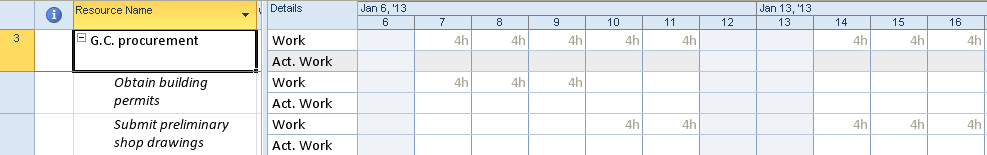 Resource Name Details Jan 6, '13 Jan 13, '13
6 7 8 9 10 11 12 13 14 15 16
3 G.C. procurement Work 4h 4h 4h 4h 4h 4h 4h 4h
Act. Work
Obtain building permits Work 4h 4h 4h
Act. Work
Submit preliminary shop drawings Work 4h 4h 4h 4h 4h
Act. Work